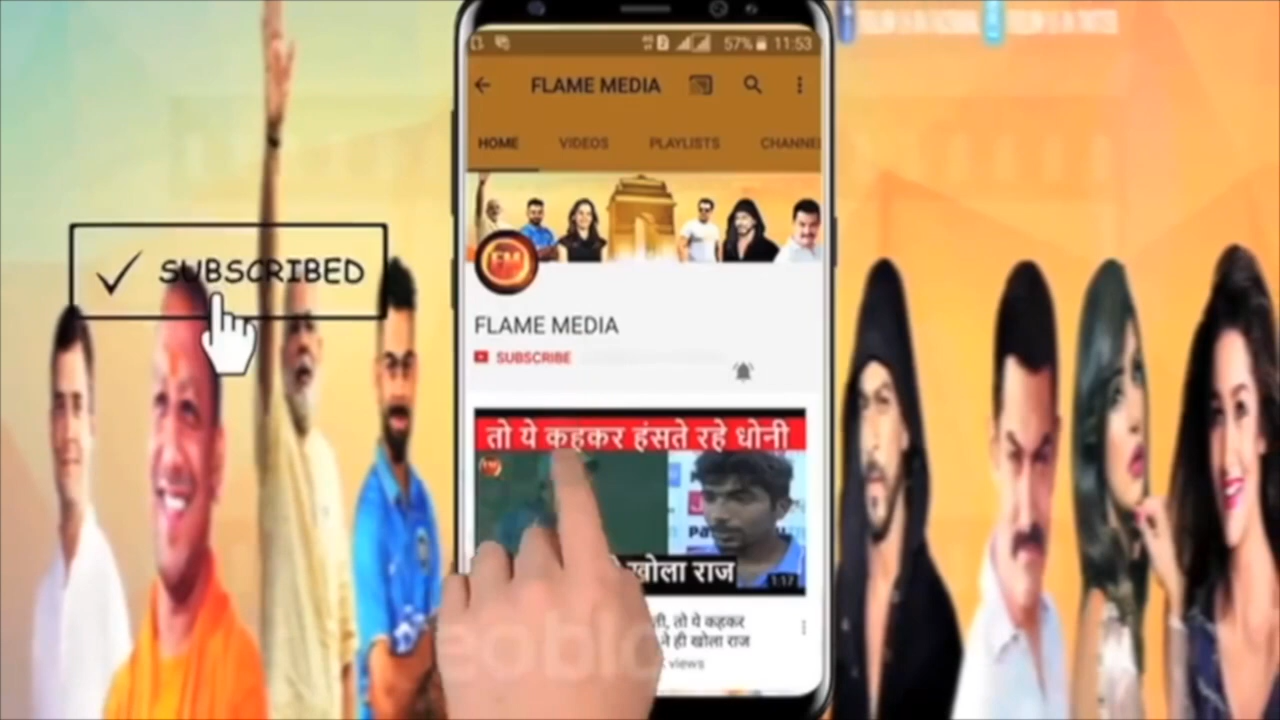 57% 11:53
FLAME MEDIA
HOME VIDEOS PLAYLISTS CHANNE
FM
SUBSCRIBED
FLAME MEDIA
SUBSCRIBE
तो ये कहकर हंसते रहे धोनी
खोला राज
1:17
तो ये कहकर
ने ही खोला राज
views